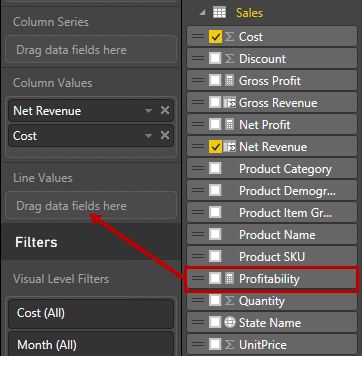 Column Series
Drag data fields here
Column Values
Net Revenue
Cost
Line Values
Drag data fields here
Filters
Visual Level Filters
Cost (All)
Month (All)
Sales
Cost
Discount
Gross Profit
Gross Revenue
Net Profit
Net Revenue
Product Category
Product Demogr...
Product Item Gr...
Product Name
Product SKU
Profitability
Quantity
State Name
UnitPrice